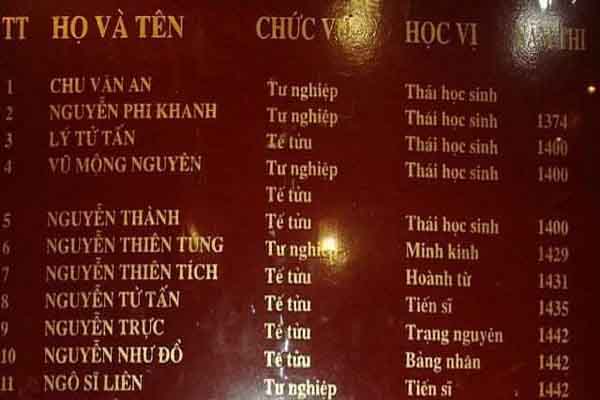 TT HỌ VÀ TÊN CHỨC VỤ HỌC VỊ THI
1 CHU VĂN AN Tư nghiệp Thái học sinh
2 NGUYỄN PHI KHANH Tư nghiệp Thái học sinh 1374
3 LÝ TỬ TẤN Tế tửu Thái học sinh 1400
4 VŨ MỘNG NGUYÊN Tư nghiệp Thái học sinh 1400
Tế tửu
5 NGUYỄN THÀNH Tế tửu Thái học sinh 1400
6 NGUYỄN THIÊN TÙNG Tư nghiệp Minh kinh 1429
7 NGUYỄN THIÊN TÍCH Tế tửu Hoành từ 1431
8 NGUYỄN TỬ TẤN Tế tửu Tiến sĩ 1435
9 NGUYỄN TRỰC Tế tửu Trạng nguyên 1442
10 NGUYỄN NHƯ ĐỔ Tế tửu Bảng nhãn 1442
11 NGÔ SĨ LIÊN Tư nghiệp Tiến sĩ 1442